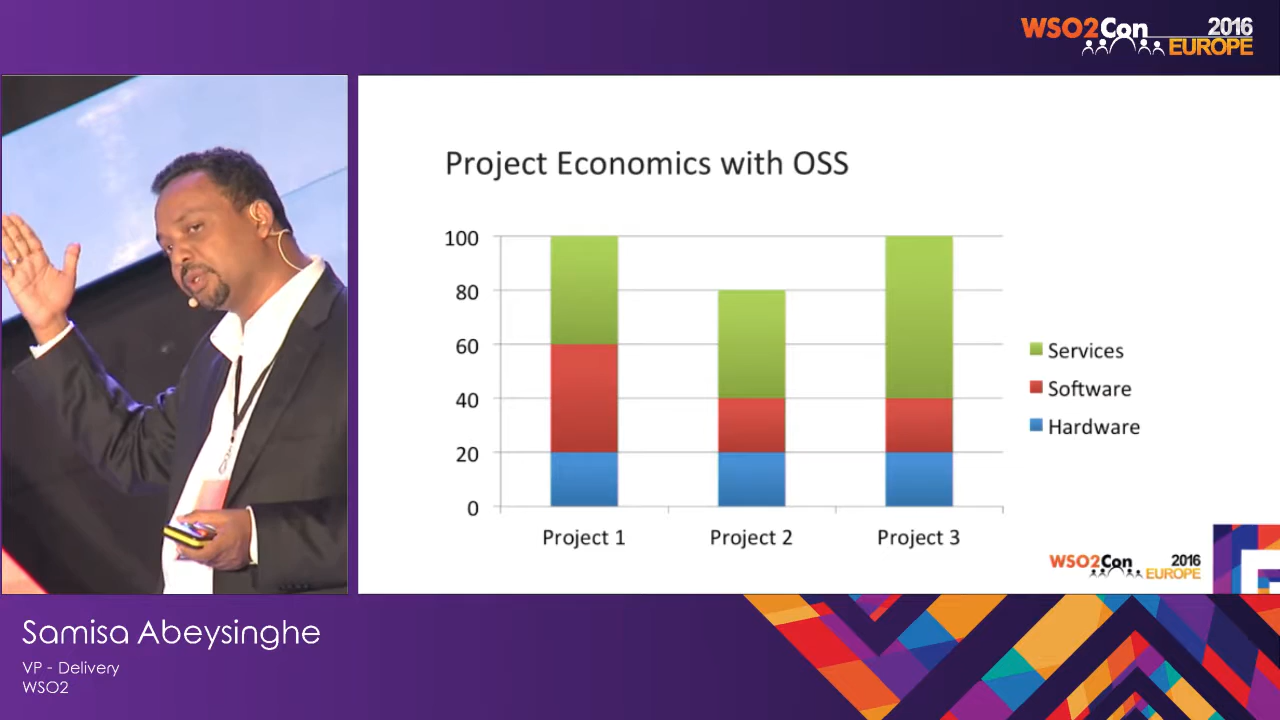 WSO2Con 2016
EUROPE
Project Economics with OSS
100
80
60
40
20
0
Project 1 Project 2 Project 3
Services
Software
Hardware
WSO2Con 2016
EUROPE
Samisa Abeysinghe
VP - Delivery
WSO2